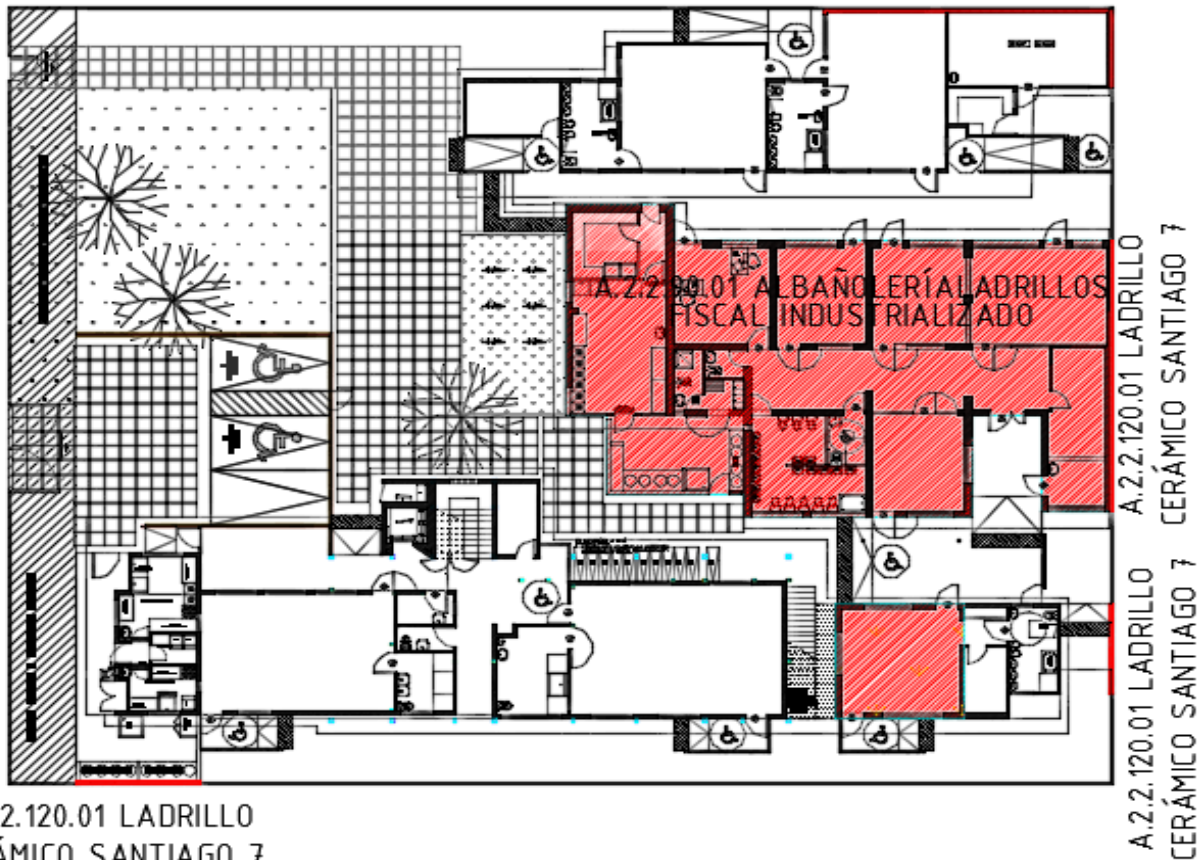 A.2.2.90.01 ALBAÑOLERÍA LADRILLOS
FISCAL INDUSTRIALIZADO
A.2.2.120.01 LADRILLO
CERÁMICO SANTIAGO 7
A.2.2.120.01 LADRILLO
CERÁMICO SANTIAGO 7
2.120.01 LADRILLO
ÁMICO SANTIAGO 7